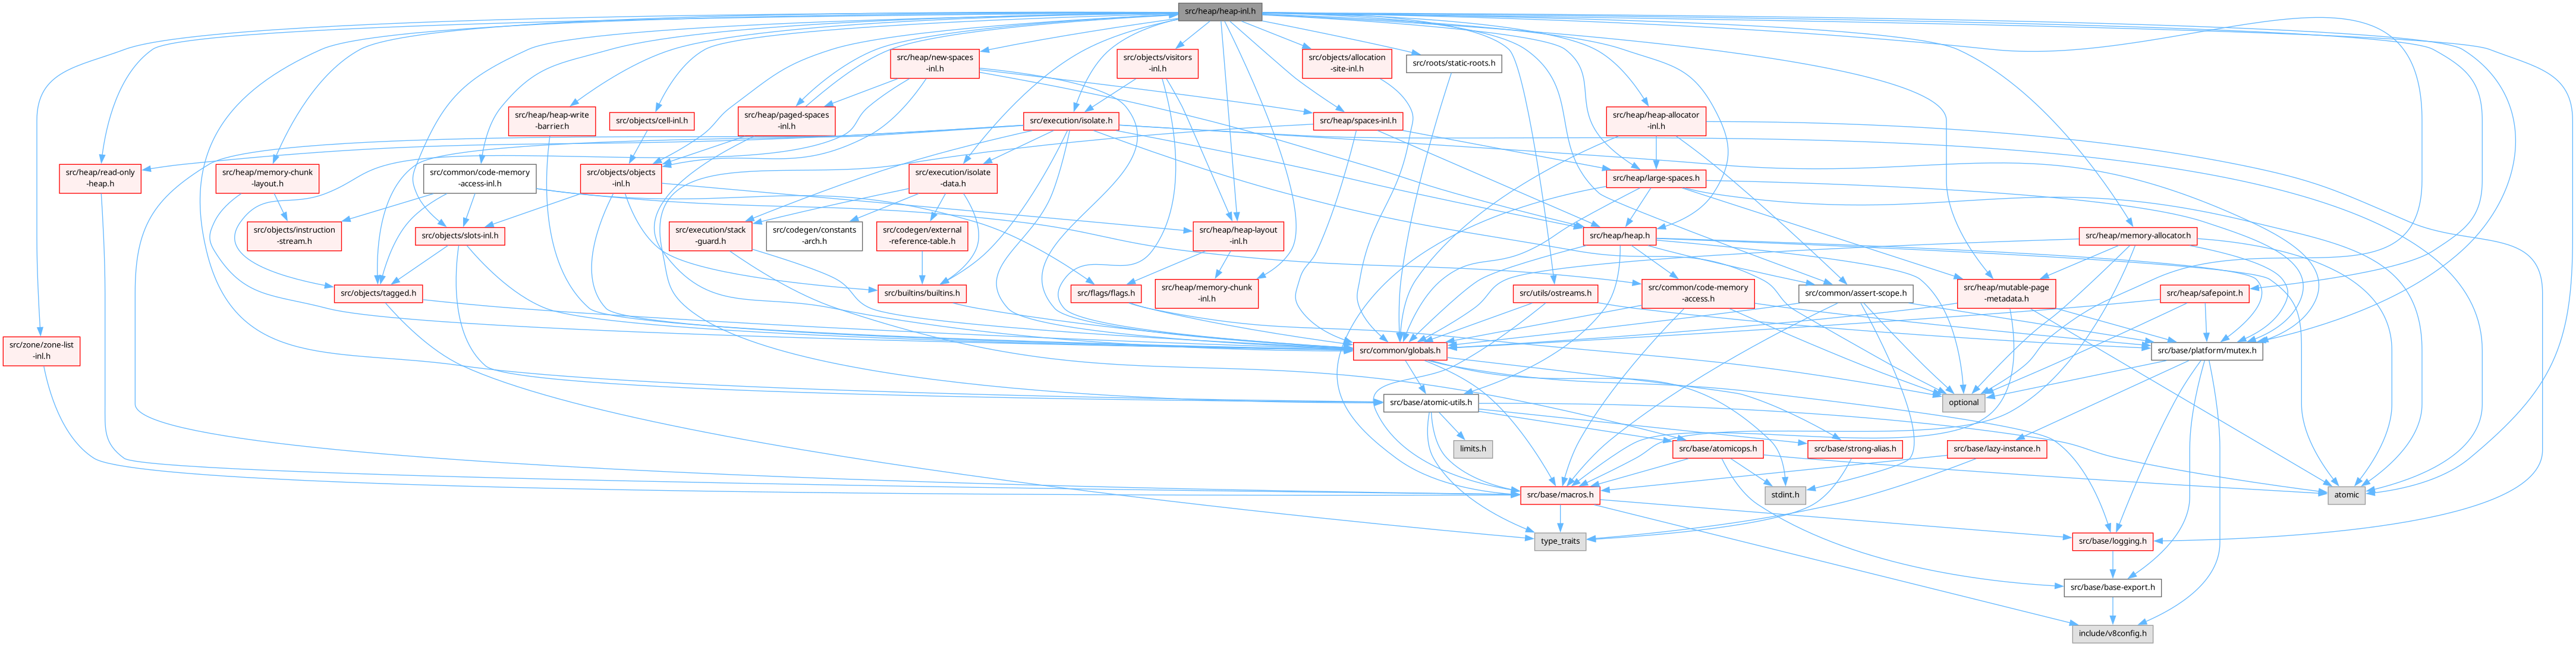 src/heap/heap-inl.h
src/heap/new-spaces
-inl.h
src/objects/visitors
-inl.h
src/objects/allocation
-site-inl.h
src/roots/static-roots.h
src/heap/heap-write
-barrier.h
src/objects/cell-inl.h
src/heap/paged-spaces
-inl.h
src/execution/isolate.h
src/heap/spaces-inl.h
src/heap/heap-allocator
-inl.h
src/heap/read-only
-heap.h
src/heap/memory-chunk
-layout.h
src/common/code-memory
-access-inl.h
src/objects/objects
-inl.h
src/execution/isolate
-data.h
src/heap/large-spaces.h
src/objects/instruction
-stream.h
src/objects/slots-inl.h
src/execution/stack
-guard.h
src/codegen/constants
-arch.h
src/codegen/external
-reference-table.h
src/heap/heap-layout
-inl.h
src/heap/heap.h
src/heap/memory-allocator.h
src/objects/tagged.h
src/builtins/builtins.h
src/flags/flags.h
src/heap/memory-chunk
-inl.h
src/utils/ostreams.h
src/common/code-memory
-access.h
src/common/assert-scope.h
src/heap/mutable-page
-metadata.h
src/heap/safepoint.h
src/zone/zone-list
-inl.h
src/common/globals.h
src/base/platform/mutex.h
src/base/atomic-utils.h
optional
limits.h
src/base/atomicops.h
src/base/strong-alias.h
src/base/lazy-instance.h
src/base/macros.h
stdint.h
atomic
type_traits
src/base/logging.h
src/base/base-export.h
include/v8config.h